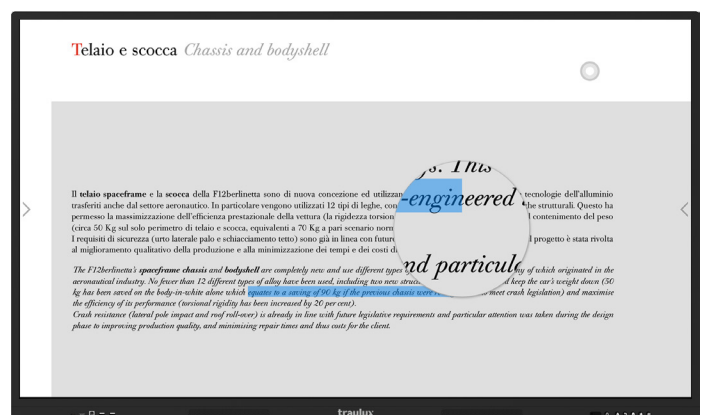 Telaio e scocca Chassis and bodyshell
s. This
-engineered
nd particul
Il telaio spaceframe e la scocca della F12berlinetta sono di nuova concezione ed utilizzan tecnologie dell'alluminio
trasferiti anche dal settore aeronautico. In particolare vengono utilizzati 12 tipi di leghe, con he strutturali. Questo ha
permesso la massimizzazione dell'efficienza prestazionale della vettura (la rigidezza torsion l contenimento del peso
(circa 50 Kg sul solo perimetro di telaio e scocca, equivalenti a 70 Kg a pari scenario norm
I requisiti di sicurezza (urto laterale palo e schiacciamento tetto) sono già in linea con future l progetto è stata rivolta
al miglioramento qualitativo della produzione e alla minimizzazione dei tempi e dei costi di
The F12berlinetta's spaceframe chassis and bodyshell are completely new and use different types y of which originated in the
aeronautical industry. No fewer than 12 different types of alloy have been used, including two new struc d keep the car's weight down (50
kg has been saved on the body-in-white alone which equates to a saving of 90 kg if the previous chassis were meet crash legislation) and maximise
the efficiency of its performance (torsional rigidity has been increased by 20 per cent).
Crash resistance (lateral pole impact and roof roll-over) is already in line with future legislative requirements and particular attention was taken during the design
phase to improving production quality, and minimising repair times and thus costs for the client.
traulux